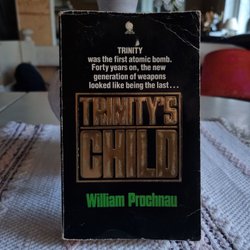 TRINITY
was the first atomic bomb.
Forty years on, the new
generation of weapons
looked like being the last...
TRINITY'S
CHILD
William Prochnau